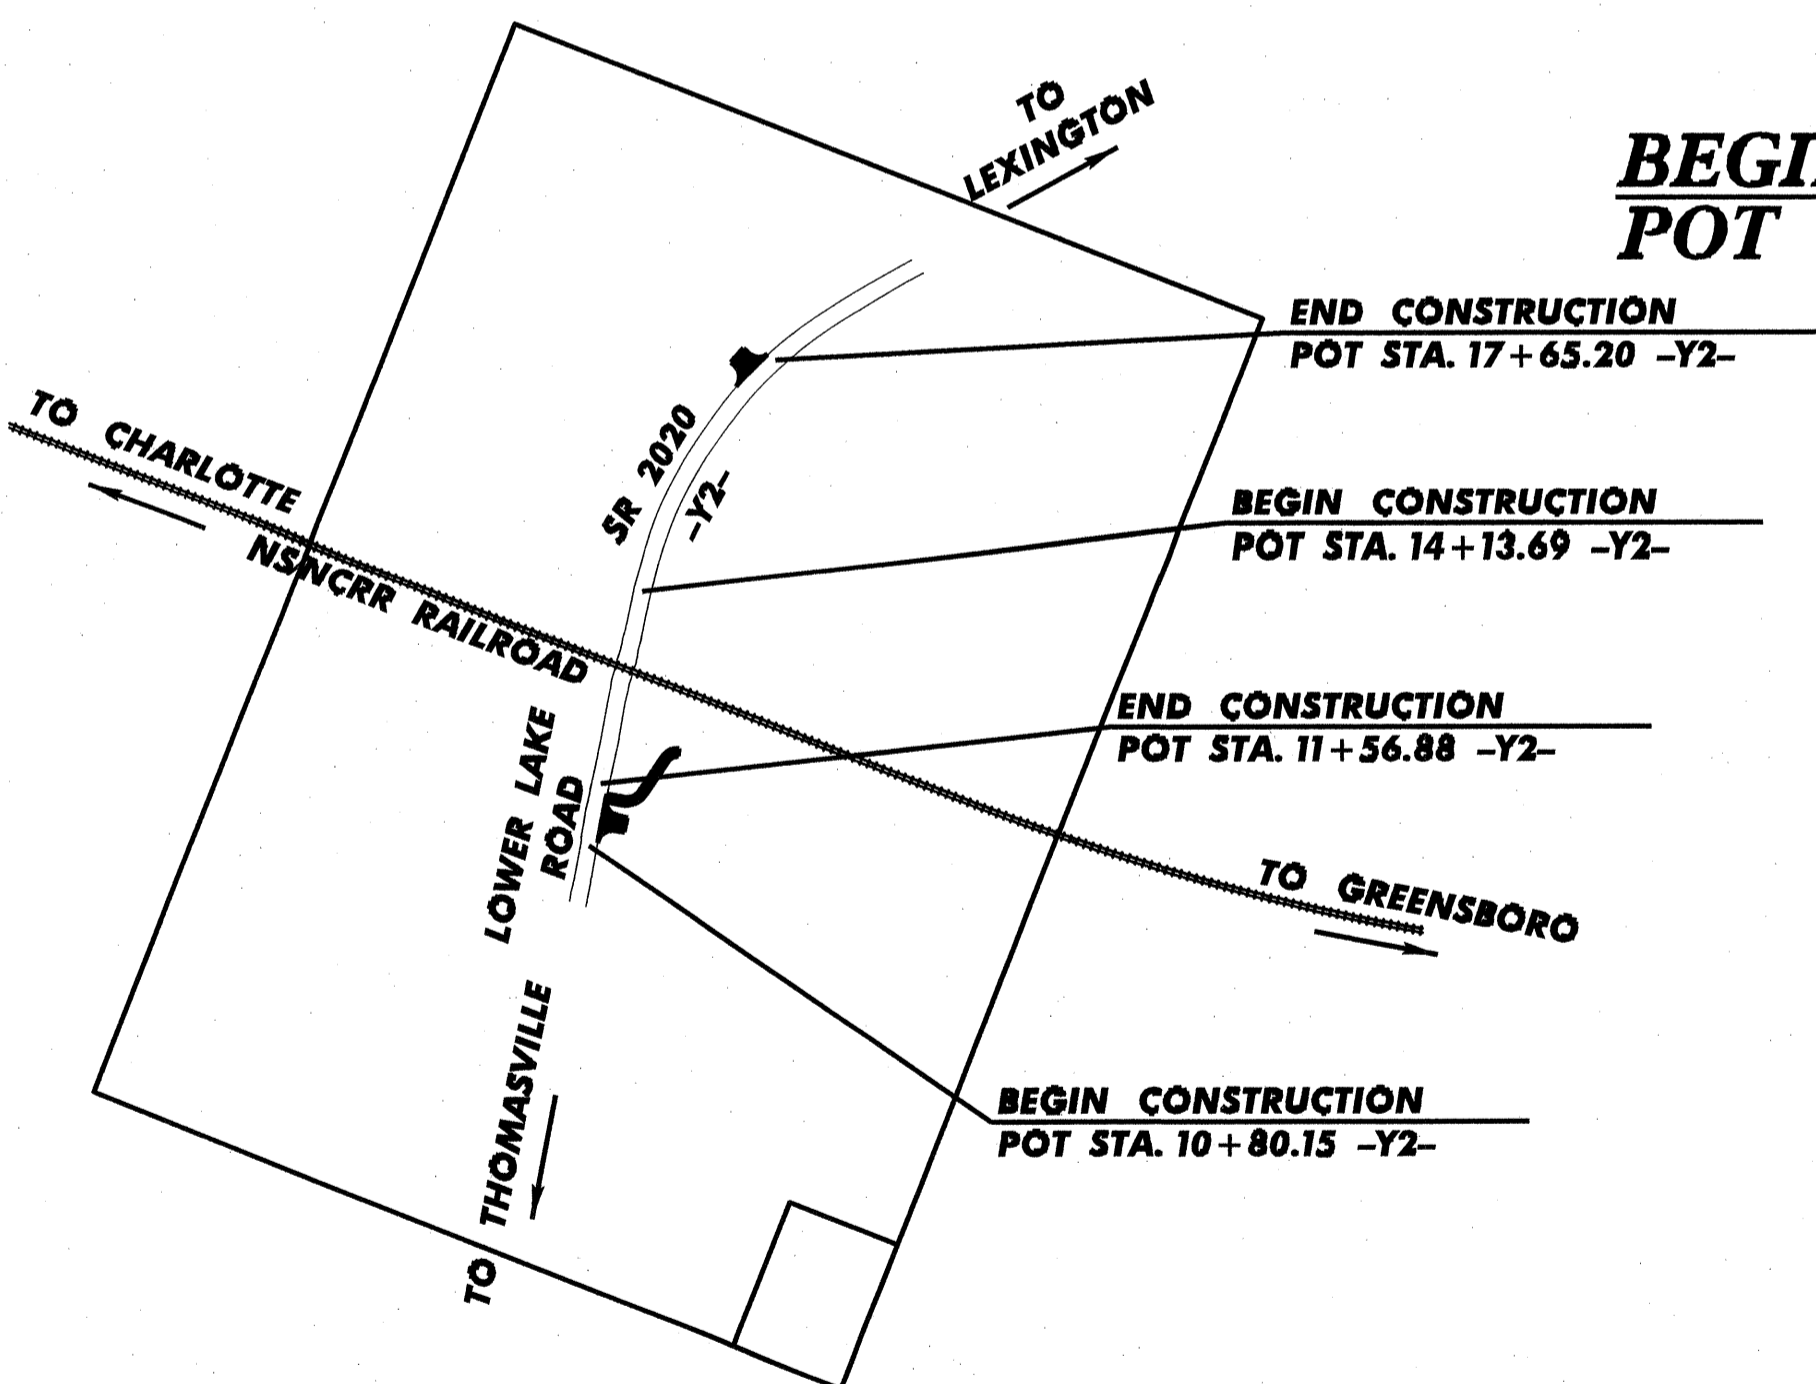 TO
LEXINGTON
BEGI
POT
END CONSTRUCTION
POT STA. 17+65.20 -Y2-
TO CHARLOTTE
SR 2020
-Y2-
BEGIN CONSTRUCTION
POT STA. 14+13.69 -Y2-
NS/NCRR RAILROAD
END CONSTRUCTION
POT STA. 11+56.88 -Y2-
LOWER LAKE
ROAD
TO GREENSBORO
TO THOMASVILLE
BEGIN CONSTRUCTION
POT STA. 10+80.15 -Y2-